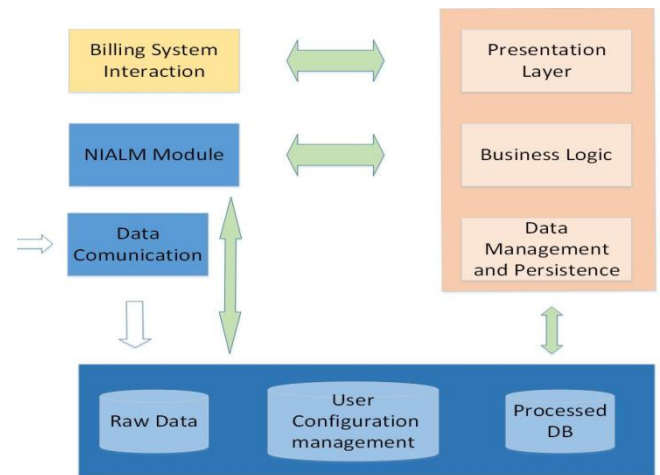 Billing System
Interaction
Presentation
Layer
NIALM Module
Business Logic
Data
Comunication
Data
Management
and Persistence
Raw Data
User
Configuration
management
Processed
DB